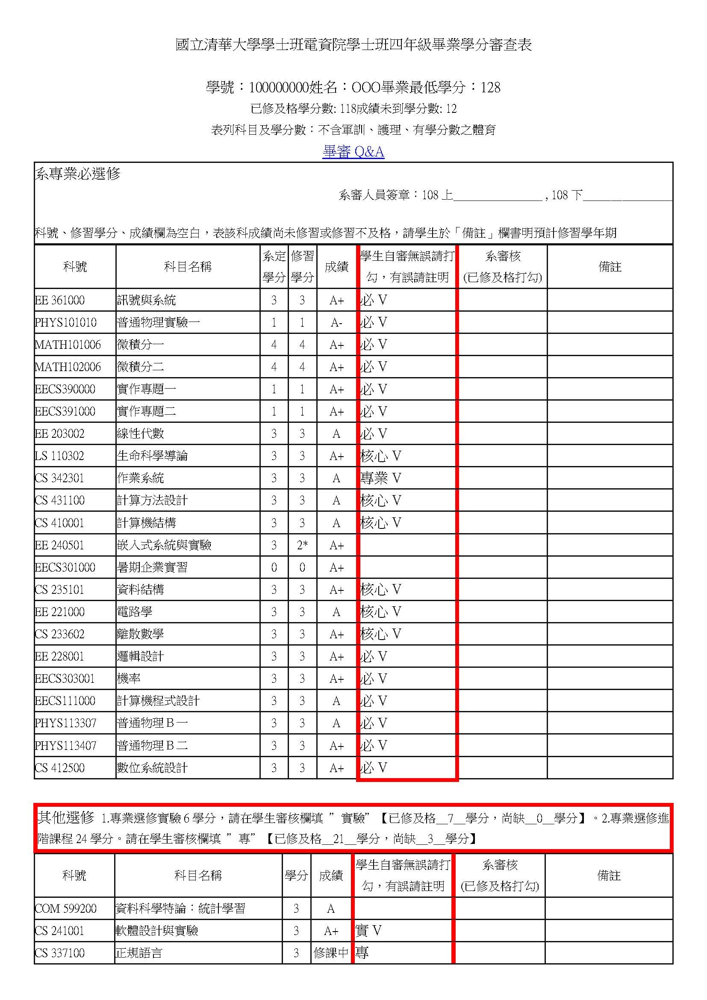 國立清華大學學士班電資院學士班四年級畢業學分審查表
學號：100000000姓名：OOO畢業最低學分：128
已修及格學分數: 118成績未到學分數: 12
表列科目及學分數：不含軍訓、護理、有學分數之體育
畢審 Q&A
系專業必選修
系審人員簽章：108 上_______________ , 108 下_______________
科號、修習學分、成績欄為空白，表該科成績尚未修習或修習不及格，請學生於「備註」欄書明預計修習學年期
科號 科目名稱 系定學分 修習學分 成績 學生自審無誤請打勾，有誤請註明 系審核(已修及格打勾) 備註
EE 361000 訊號與系統 3 3 A+ 必 V
PHYS101010 普通物理實驗一 1 1 A- 必 V
MATH101006 微積分一 4 4 A+ 必 V
MATH102006 微積分二 4 4 A+ 必 V
EECS390000 實作專題一 1 1 A+ 必 V
EECS391000 實作專題二 1 1 A+ 必 V
EE 203002 線性代數 3 3 A 必 V
LS 110302 生命科學導論 3 3 A+ 核心 V
CS 342301 作業系統 3 3 A 專業 V
CS 431100 計算方法設計 3 3 A 核心 V
CS 410001 計算機結構 3 3 A 核心 V
EE 240501 嵌入式系統與實驗 3 2* A+
EECS301000 暑期企業實習 0 0 A+
CS 235101 資料結構 3 3 A+ 核心 V
EE 221000 電路學 3 3 A 核心 V
CS 233602 離散數學 3 3 A+ 核心 V
EE 228001 邏輯設計 3 3 A+ 必 V
EECS303001 機率 3 3 A+ 必 V
EECS111000 計算機程式設計 3 3 A 必 V
PHYS113307 普通物理Ｂ一 3 3 A 必 V
PHYS113407 普通物理Ｂ二 3 3 A+ 必 V
CS 412500 數位系統設計 3 3 A+ 必 V
其他選修 1.專業選修實驗 6 學分，請在學生審核欄填 ”實驗”【已修及格__7__學分，尚缺__0__學分】。2.專業選修進
階課程 24 學分。請在學生審核欄填 ”專”【已修及格__21__學分，尚缺__3__學分】
科號 科目名稱 學分 成績 學生自審無誤請打勾，有誤請註明 系審核(已修及格打勾) 備註
COM 599200 資料科學特論：統計學習 3 A
CS 241001 軟體設計與實驗 3 A+ 實 V
CS 337100 正規語言 3 修課中 專